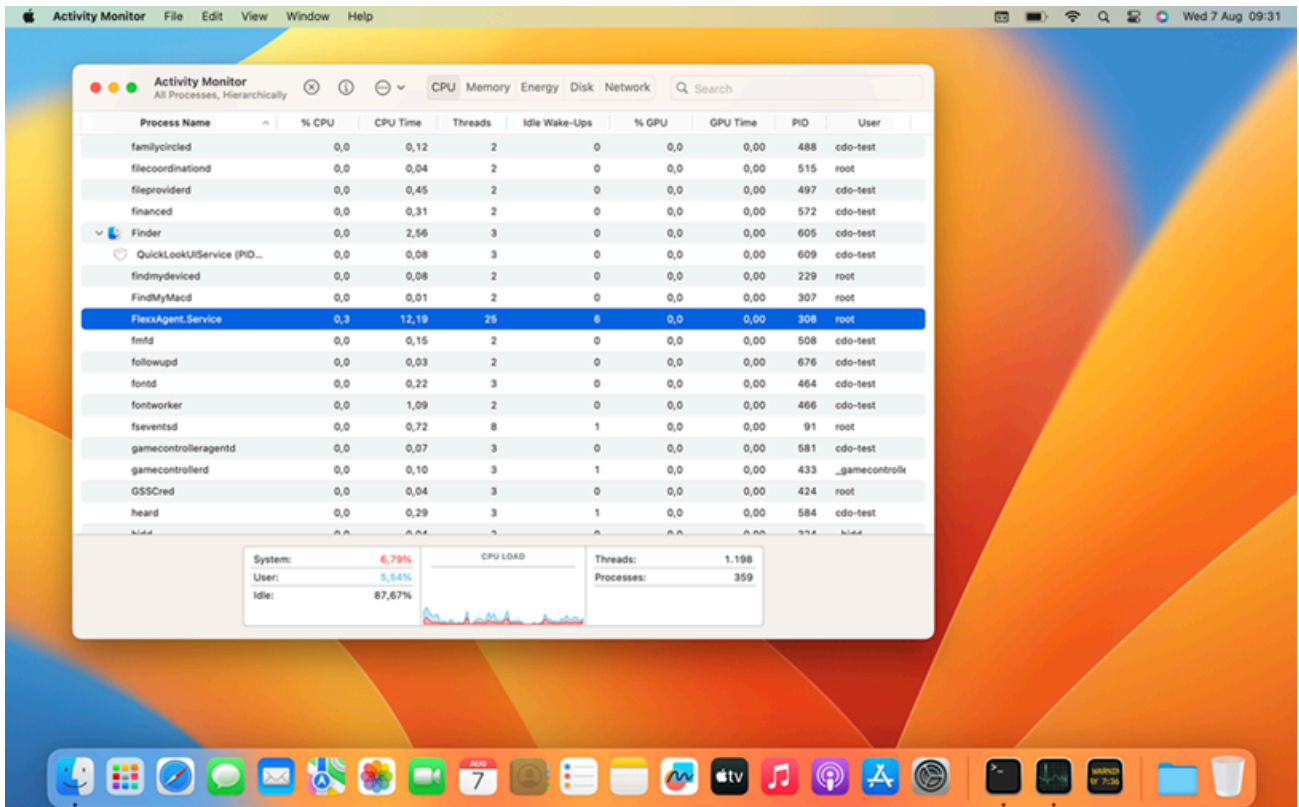 Activity Monitor File Edit View Window Help Wed 7 Aug 09:31
Activity Monitor
All Processes, Hierarchically
CPU Memory Energy Disk Network Search
Process Name % CPU CPU Time Threads Idle Wake-Ups % GPU GPU Time PID User
familycircled 0,0 0,12 2 0 0,0 0,00 488 cdo-test
filecoordinationd 0,0 0,04 2 0 0,0 0,00 515 root
fileproviderd 0,0 0,45 2 0 0,0 0,00 497 cdo-test
financed 0,0 0,31 2 0 0,0 0,00 572 cdo-test
Finder 0,0 2,56 3 0 0,0 0,00 605 cdo-test
QuickLookUIService (PID... 0,0 0,08 3 0 0,0 0,00 609 cdo-test
findmydeviced 0,0 0,08 2 0 0,0 0,00 229 root
FindMyMacd 0,0 0,01 2 0 0,0 0,00 307 root
FlexxAgent.Service 0,3 12,19 25 6 0,0 0,00 308 root
fmfd 0,0 0,15 2 0 0,0 0,00 508 cdo-test
followupd 0,0 0,03 2 0 0,0 0,00 676 cdo-test
fontd 0,0 0,22 3 0 0,0 0,00 464 cdo-test
fontworker 0,0 1,09 2 0 0,0 0,00 466 cdo-test
fseventsd 0,0 0,72 8 1 0,0 0,00 91 root
gamecontrolleragentd 0,0 0,07 3 0 0,0 0,00 581 cdo-test
gamecontrollerd 0,0 0,10 3 1 0,0 0,00 433 _gamecontrolle
GSSCred 0,0 0,04 3 0 0,0 0,00 424 root
heard 0,0 0,29 3 1 0,0 0,00 584 cdo-test
System: 6,79% CPU LOAD Threads: 1.198
User: 5,54% Processes: 359
Idle: 87,67%
AUG
7
tv
WARNIN
Y 7:36